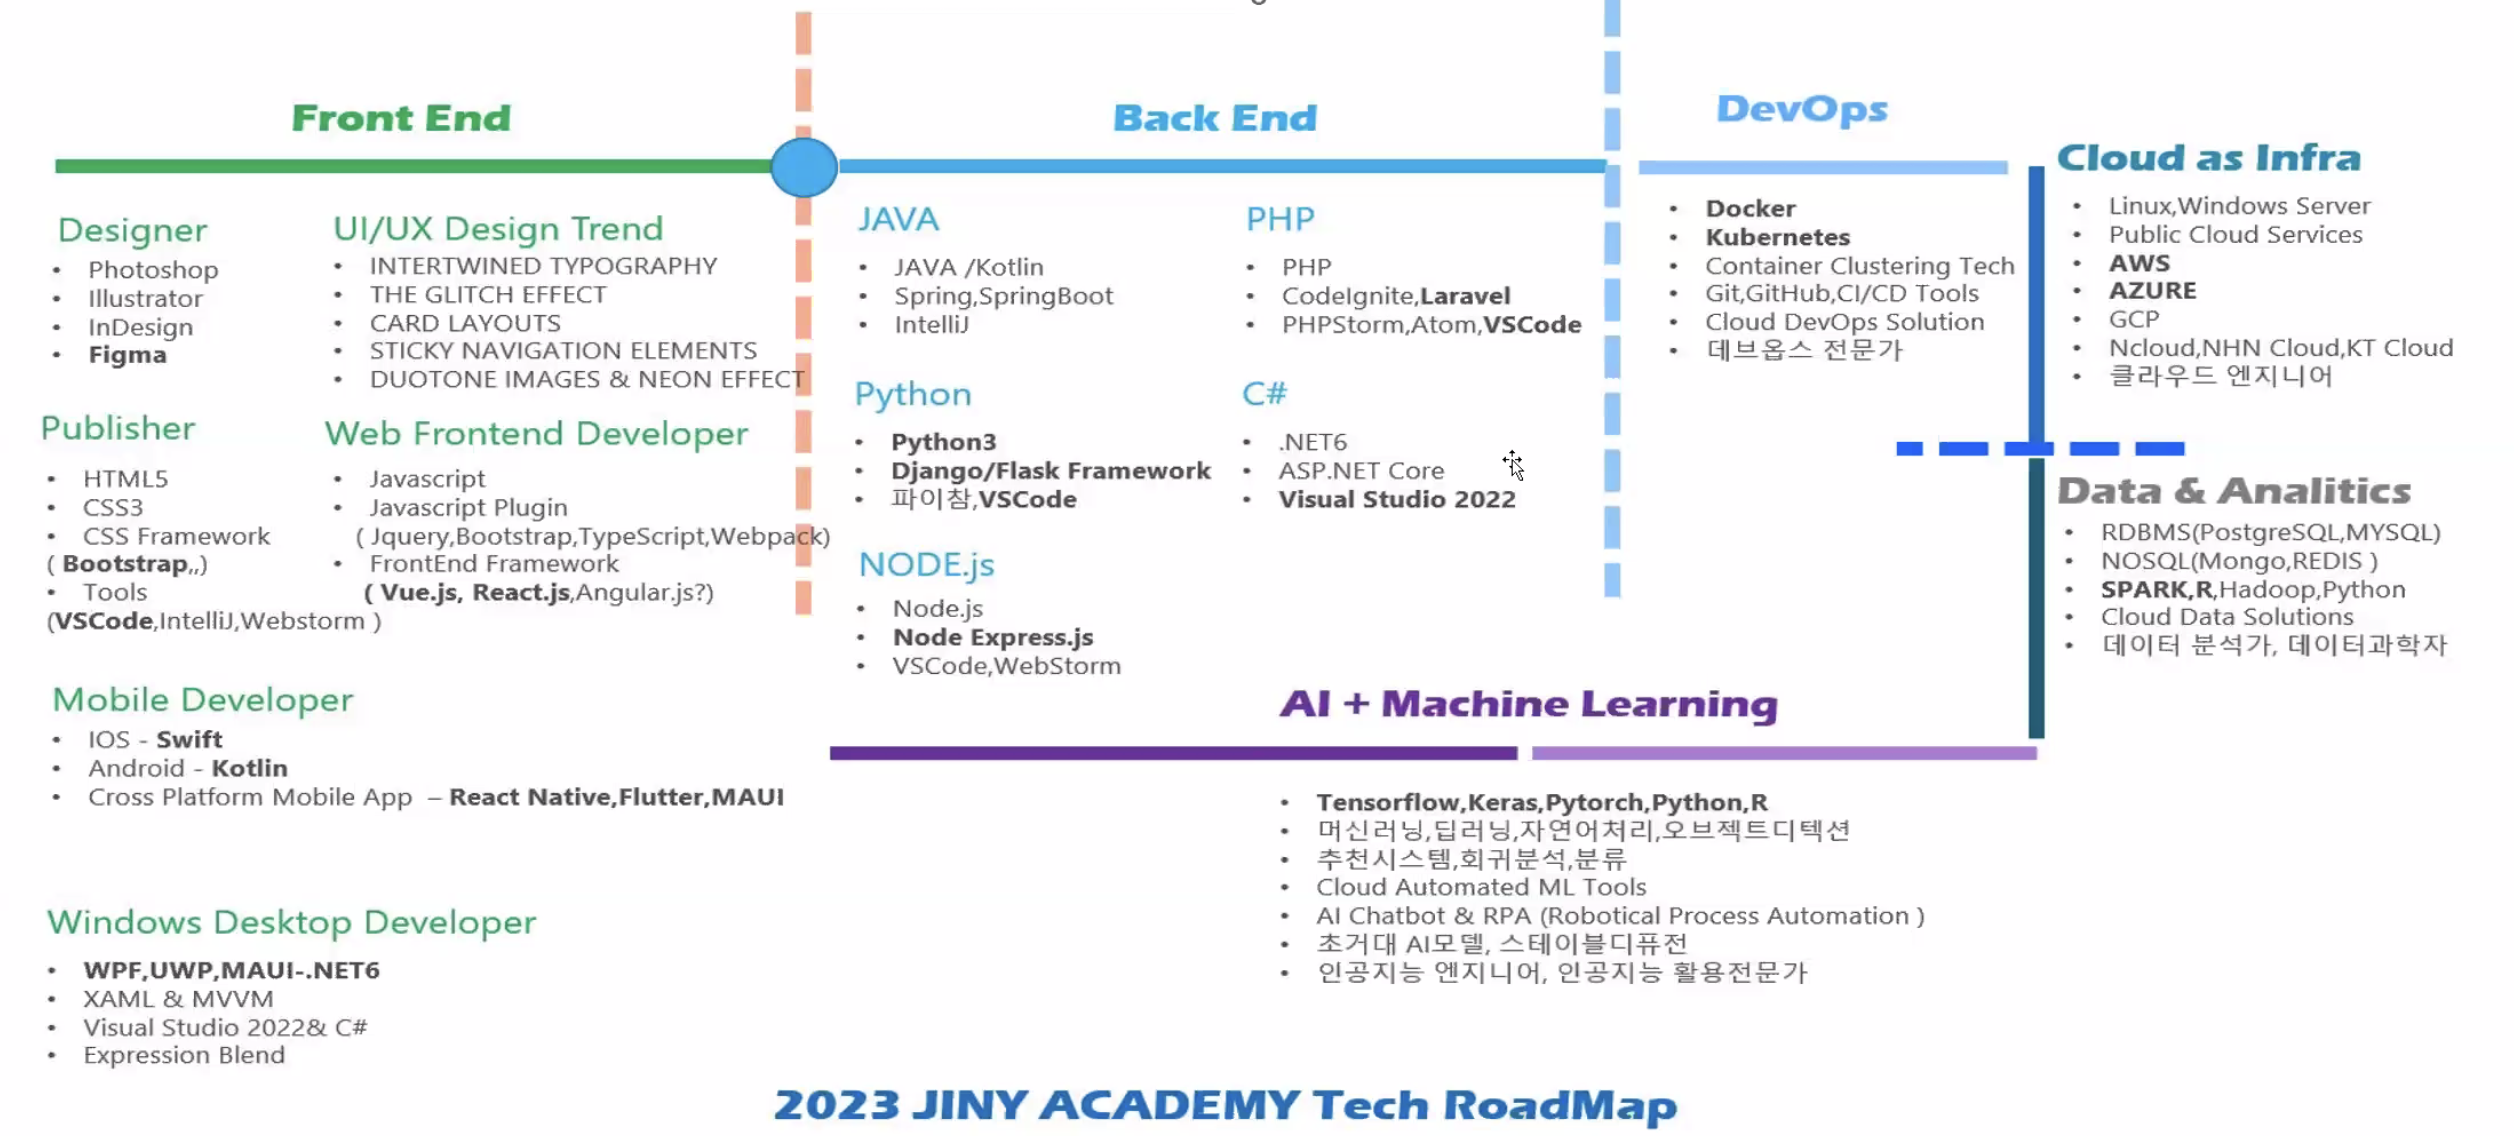 Front End
Designer
• Photoshop
• Illustrator
• InDesign
• Figma
UI/UX Design Trend
• INTERTWINED TYPOGRAPHY
• THE GLITCH EFFECT
• CARD LAYOUTS
• STICKY NAVIGATION ELEMENTS
• DUOTONE IMAGES & NEON EFFECT
Publisher
• HTML5
• CSS3
• CSS Framework
( Bootstrap,,)
• Tools
(VSCode,IntelliJ,Webstorm )
Web Frontend Developer
• Javascript
• Javascript Plugin
( Jquery,Bootstrap,TypeScript,Webpack)
• FrontEnd Framework
( Vue.js, React.js,Angular.js?)
Mobile Developer
• IOS - Swift
• Android - Kotlin
• Cross Platform Mobile App – React Native,Flutter,MAUI
Windows Desktop Developer
• WPF,UWP,MAUI-.NET6
• XAML & MVVM
• Visual Studio 2022& C#
• Expression Blend
Back End
JAVA
• JAVA /Kotlin
• Spring,SpringBoot
• IntelliJ
PHP
• PHP
• CodeIgnite,Laravel
• PHPStorm,Atom,VSCode
Python
• Python3
• Django/Flask Framework
• 파이참,VSCode
C#
• .NET6
• ASP.NET Core
• Visual Studio 2022
NODE.js
• Node.js
• Node Express.js
• VSCode,WebStorm
DevOps
• Docker
• Kubernetes
• Container Clustering Tech
• Git,GitHub,CI/CD Tools
• Cloud DevOps Solution
• 데브옵스 전문가
Cloud as Infra
• Linux,Windows Server
• Public Cloud Services
• AWS
• AZURE
• GCP
• Ncloud,NHN Cloud,KT Cloud
• 클라우드 엔지니어
Data & Analitics
• RDBMS(PostgreSQL,MYSQL)
• NOSQL(Mongo,REDIS )
• SPARK,R,Hadoop,Python
• Cloud Data Solutions
• 데이터 분석가, 데이터과학자
AI + Machine Learning
• Tensorflow,Keras,Pytorch,Python,R
• 머신러닝,딥러닝,자연어처리,오브젝트디텍션
• 추천시스템,회귀분석,분류
• Cloud Automated ML Tools
• AI Chatbot & RPA (Robotical Process Automation )
• 초거대 AI모델, 스테이블디퓨전
• 인공지능 엔지니어, 인공지능 활용전문가
2023 JINY ACADEMY Tech RoadMap